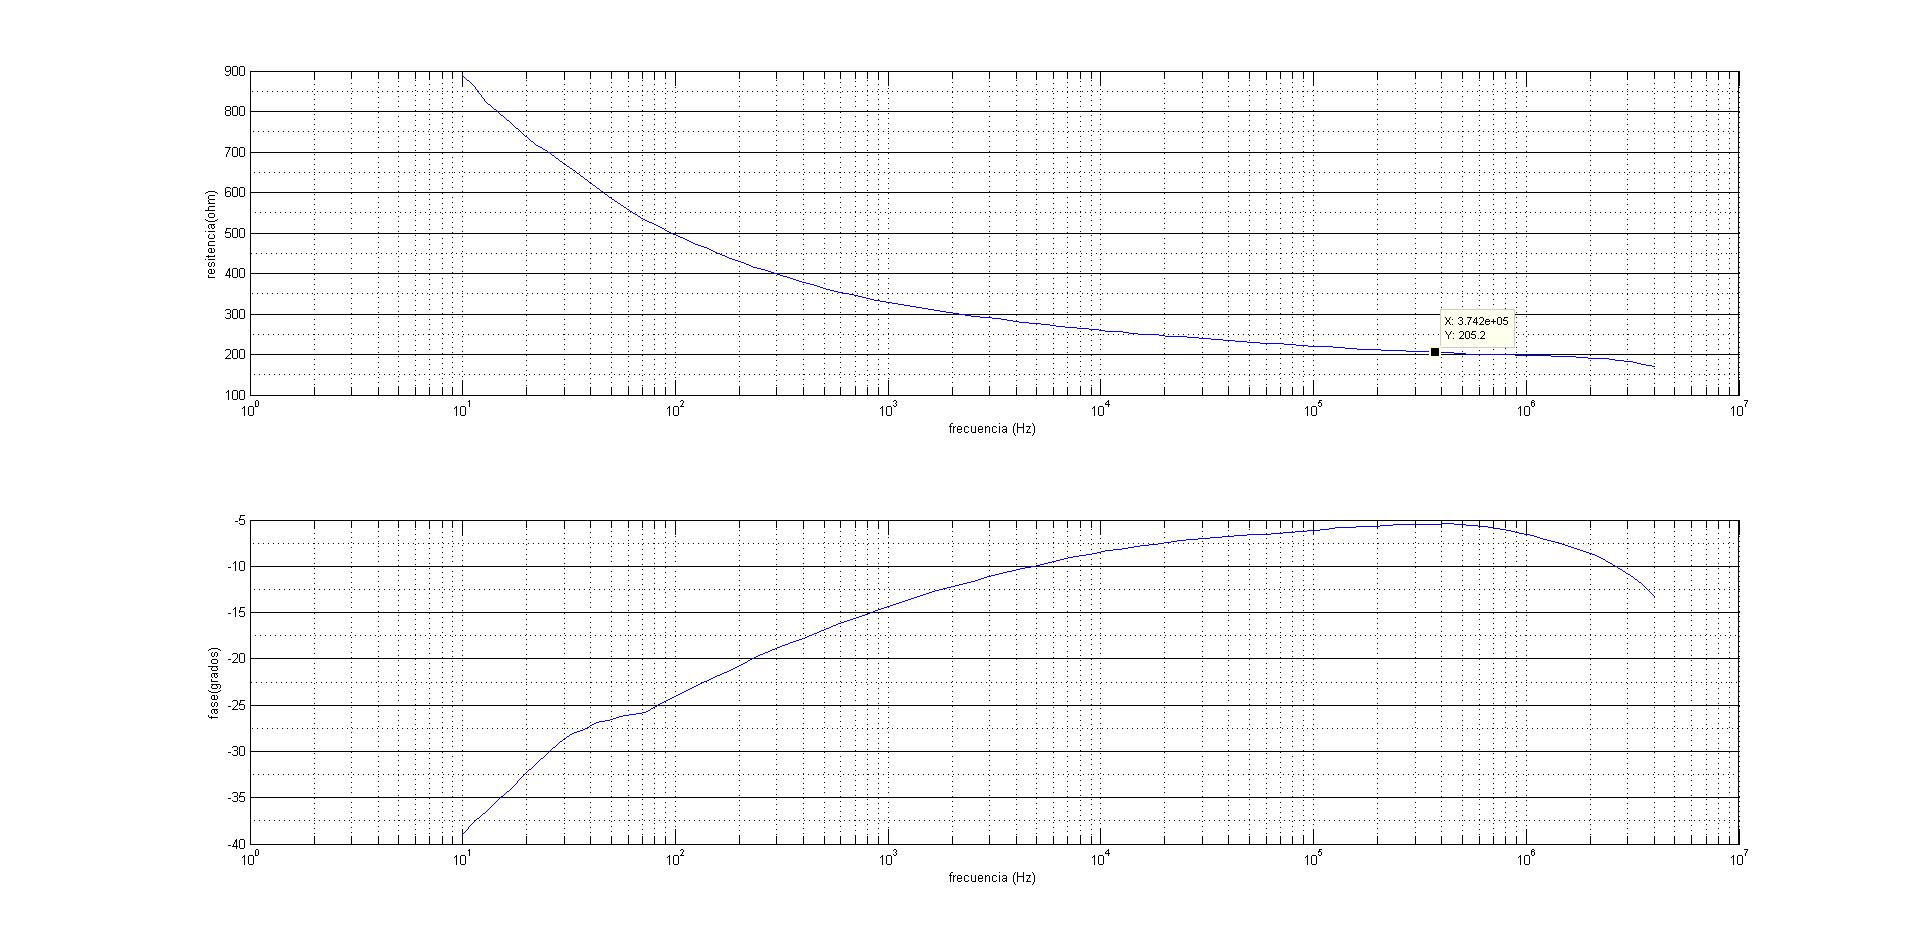 900
800
700
600
500
400
300
200
100
resitencia(ohm)
X: 3.742e+05
Y: 205.2
10^0 10^1 10^2 10^3 10^4 10^5 10^6 10^7
frecuencia (Hz)
-5
-10
-15
-20
-25
-30
-35
-40
fase(grados)
10^0 10^1 10^2 10^3 10^4 10^5 10^6 10^7
frecuencia (Hz)